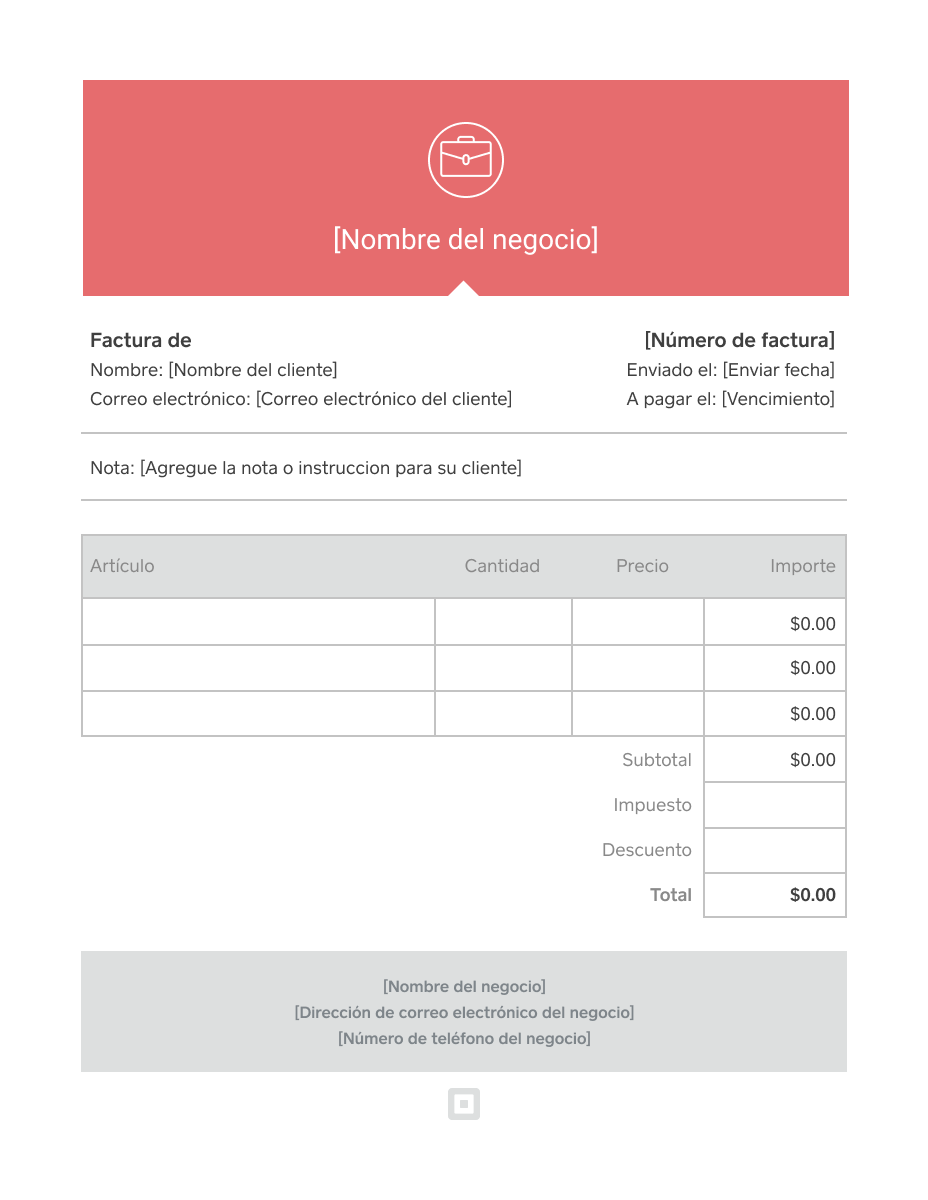 [Nombre del negocio]
Factura de
[Número de factura]
Nombre: [Nombre del cliente]
Enviado el: [Enviar fecha]
Correo electrónico: [Correo electrónico del cliente]
A pagar el: [Vencimiento]
Nota: [Agregue la nota o instruccion para su cliente]
Artículo Cantidad Precio Importe
$0.00
$0.00
$0.00
Subtotal $0.00
Impuesto
Descuento
Total $0.00
[Nombre del negocio]
[Dirección de correo electrónico del negocio]
[Número de teléfono del negocio]